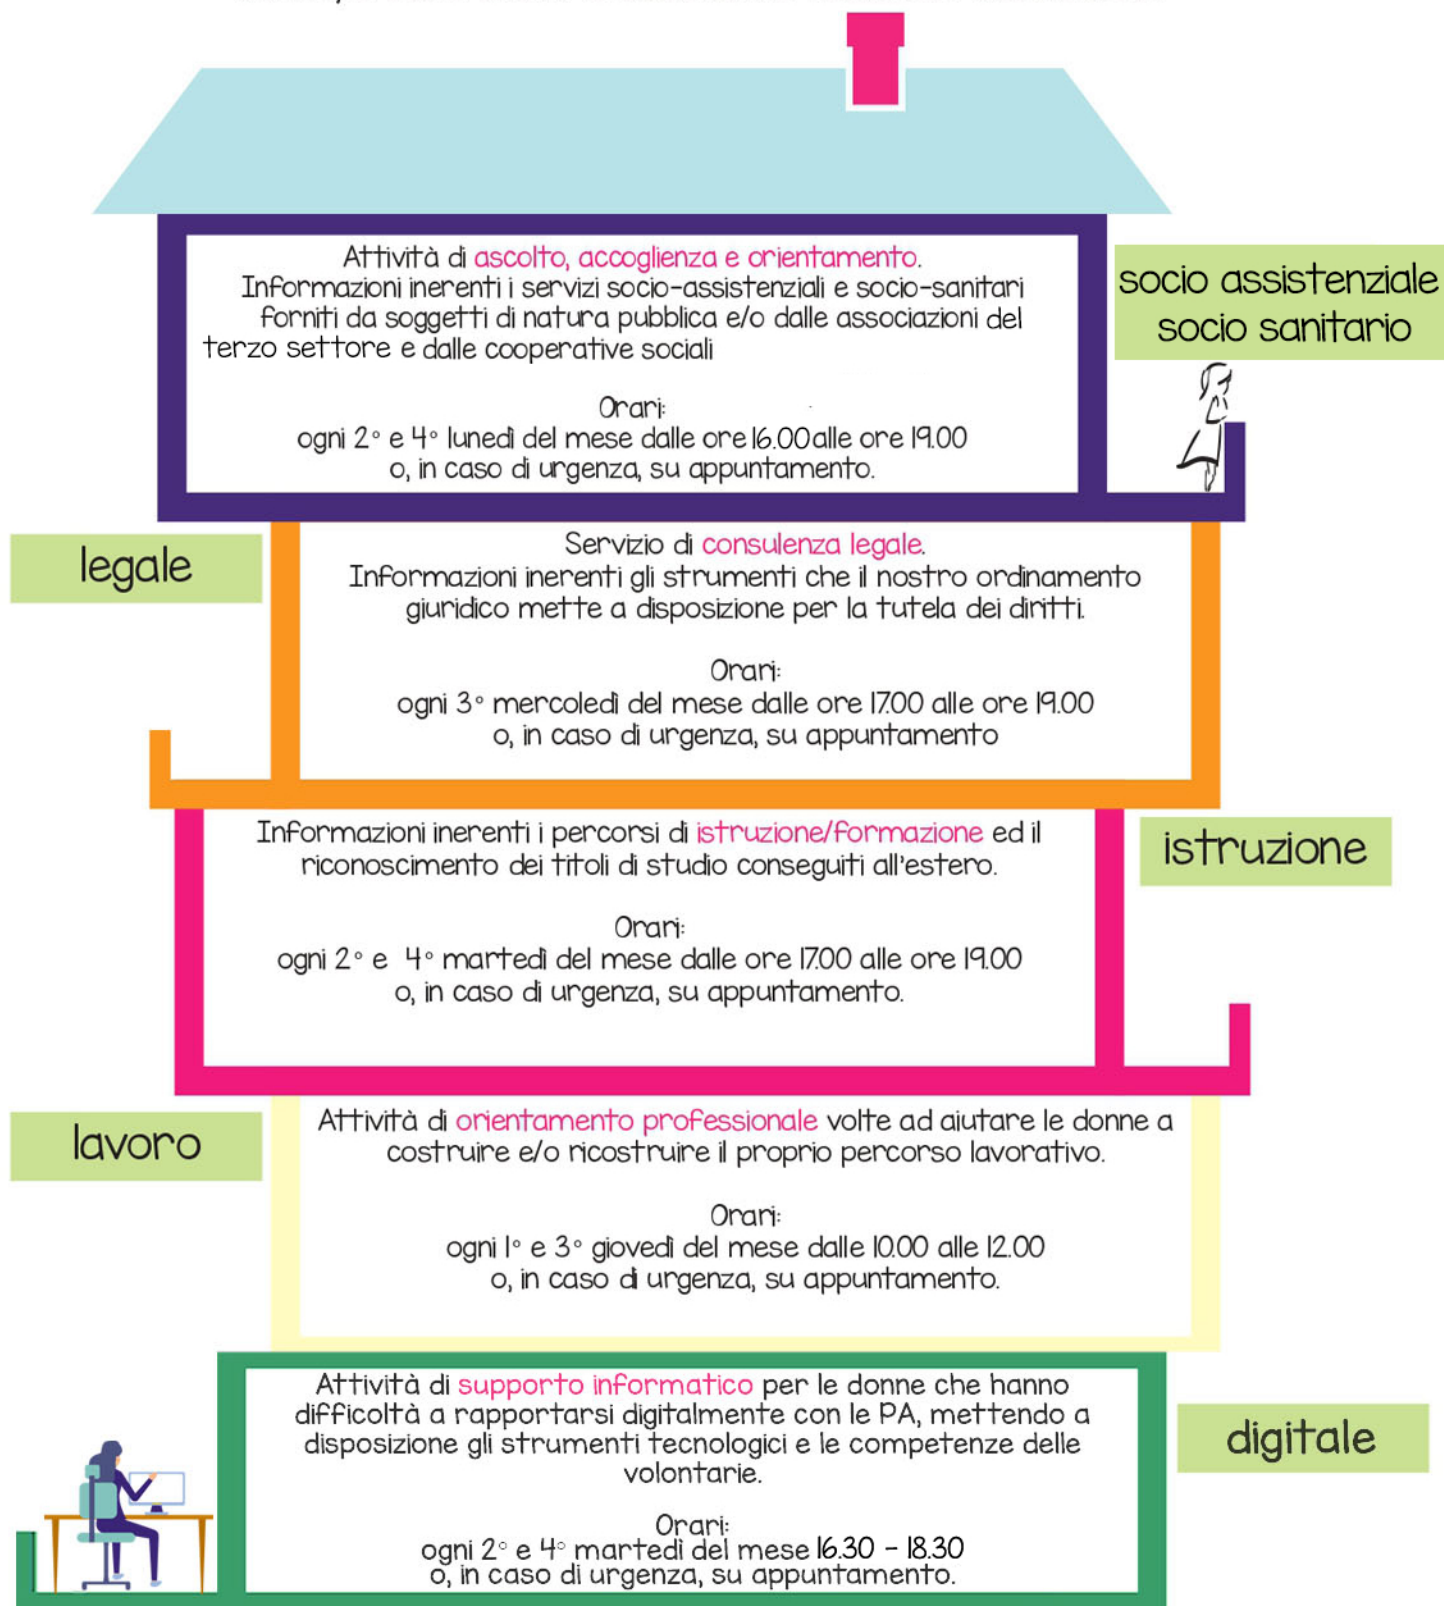 Attività di ascolto, accoglienza e orientamento.
Informazioni inerenti i servizi socio-assistenziali e socio-sanitari
forniti da soggetti di natura pubblica e/o dalle associazioni del
terzo settore e dalle cooperative sociali
Orari:
ogni 2° e 4° lunedì del mese dalle ore 16.00 alle ore 19.00
o, in caso di urgenza, su appuntamento.
socio assistenziale
socio sanitario
legale
Servizio di consulenza legale.
Informazioni inerenti gli strumenti che il nostro ordinamento
giuridico mette a disposizione per la tutela dei diritti.
Orari:
ogni 3° mercoledì del mese dalle ore 17.00 alle ore 19.00
o, in caso di urgenza, su appuntamento
Informazioni inerenti i percorsi di istruzione/formazione ed il
riconoscimento dei titoli di studio conseguiti all'estero.
Orari:
ogni 2° e 4° martedì del mese dalle ore 17.00 alle ore 19.00
o, in caso di urgenza, su appuntamento.
istruzione
lavoro
Attività di orientamento professionale volte ad aiutare le donne a
costruire e/o ricostruire il proprio percorso lavorativo.
Orari:
ogni 1° e 3° giovedì del mese dalle 10.00 alle 12.00
o, in caso di urgenza, su appuntamento.
Attività di supporto informatico per le donne che hanno
difficoltà a rapportarsi digitalmente con le PA, mettendo a
disposizione gli strumenti tecnologici e le competenze delle
volontarie.
Orari:
ogni 2° e 4° martedì del mese 16.30 - 18.30
o, in caso di urgenza, su appuntamento.
digitale